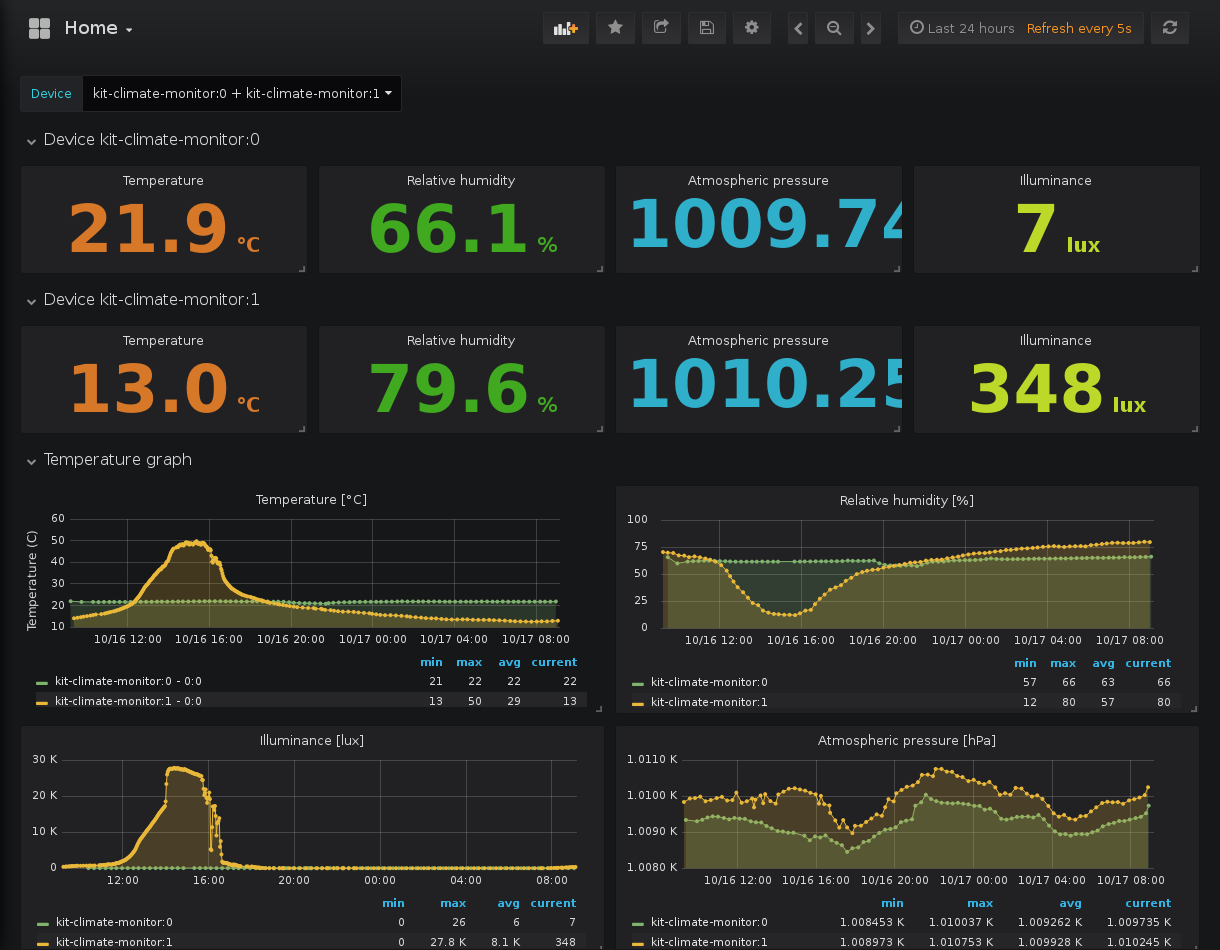 Home
Last 24 hours Refresh every 5s
Device kit-climate-monitor:0 + kit-climate-monitor:1
Device kit-climate-monitor:0
Temperature Relative humidity Atmospheric pressure Illuminance
21.9 °C 66.1 % 1009.74 7 lux
Device kit-climate-monitor:1
Temperature Relative humidity Atmospheric pressure Illuminance
13.0 °C 79.6 % 1010.25 348 lux
Temperature graph
Temperature [°C]
Temperature (C)
60
50
40
30
20
10
10/16 12:00 10/16 16:00 10/16 20:00 10/17 00:00 10/17 04:00 10/17 08:00
min max avg current
kit-climate-monitor:0 - 0:0 21 22 22 22
kit-climate-monitor:1 - 0:0 13 50 29 13
Relative humidity [%]
100
75
50
25
0
10/16 12:00 10/16 16:00 10/16 20:00 10/17 00:00 10/17 04:00 10/17 08:00
min max avg current
kit-climate-monitor:0 57 66 63 66
kit-climate-monitor:1 12 80 57 80
Illuminance [lux]
30 K
20 K
10 K
0
12:00 16:00 20:00 00:00 04:00 08:00
min max avg current
kit-climate-monitor:0 0 26 6 7
kit-climate-monitor:1 0 27.8 K 8.1 K 348
Atmospheric pressure [hPa]
1.0110 K
1.0100 K
1.0090 K
1.0080 K
10/16 12:00 10/16 16:00 10/16 20:00 10/17 00:00 10/17 04:00 10/17 08:00
min max avg current
kit-climate-monitor:0 1.008453 K 1.010037 K 1.009262 K 1.009735 K
kit-climate-monitor:1 1.008973 K 1.010753 K 1.009928 K 1.010245 K